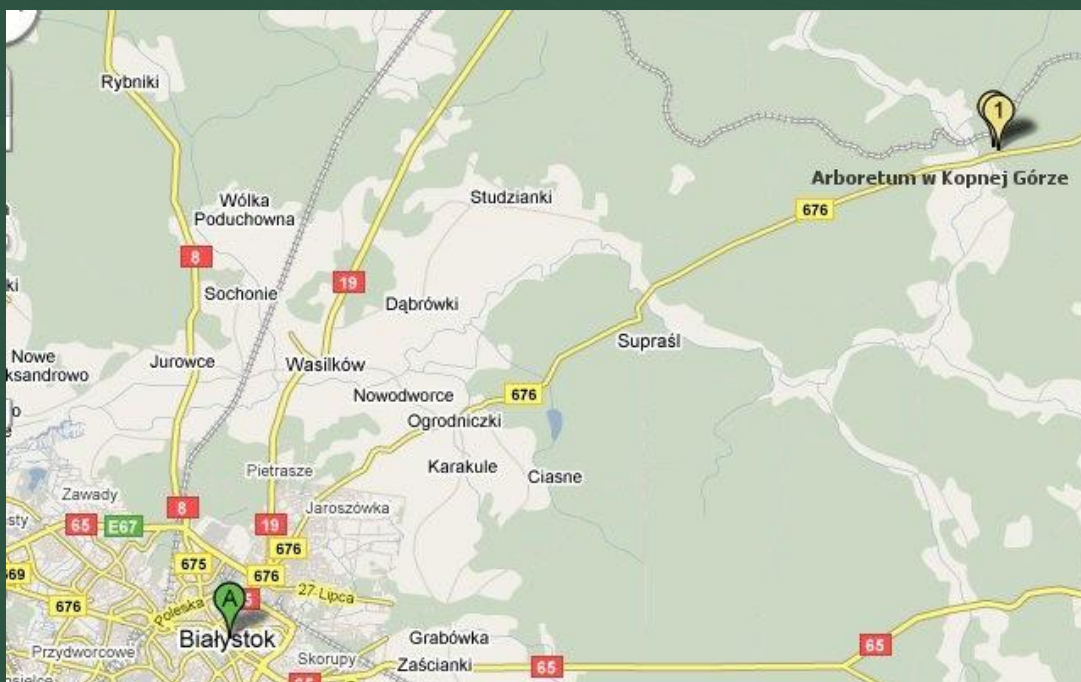 Rybniki
1
Arboretum w Kopnej Górze
Wólka
Poduchowna
Studzianki
676
8
19
Sochonie
Dąbrówki
ki
Supraśl
Nowe
ksandrowo
Jurowce
Wasilków
Nowodworce
676
Ogrodniczki
Pietrasze
Karakule
Ciasne
Zawady
8
Jaroszówka
65
E67
19
676
675
676
27 Lipca
676
A
Poleska
Białystok
Przydworcowe
Skorupy
Grabówka
Zaścianki
65
65